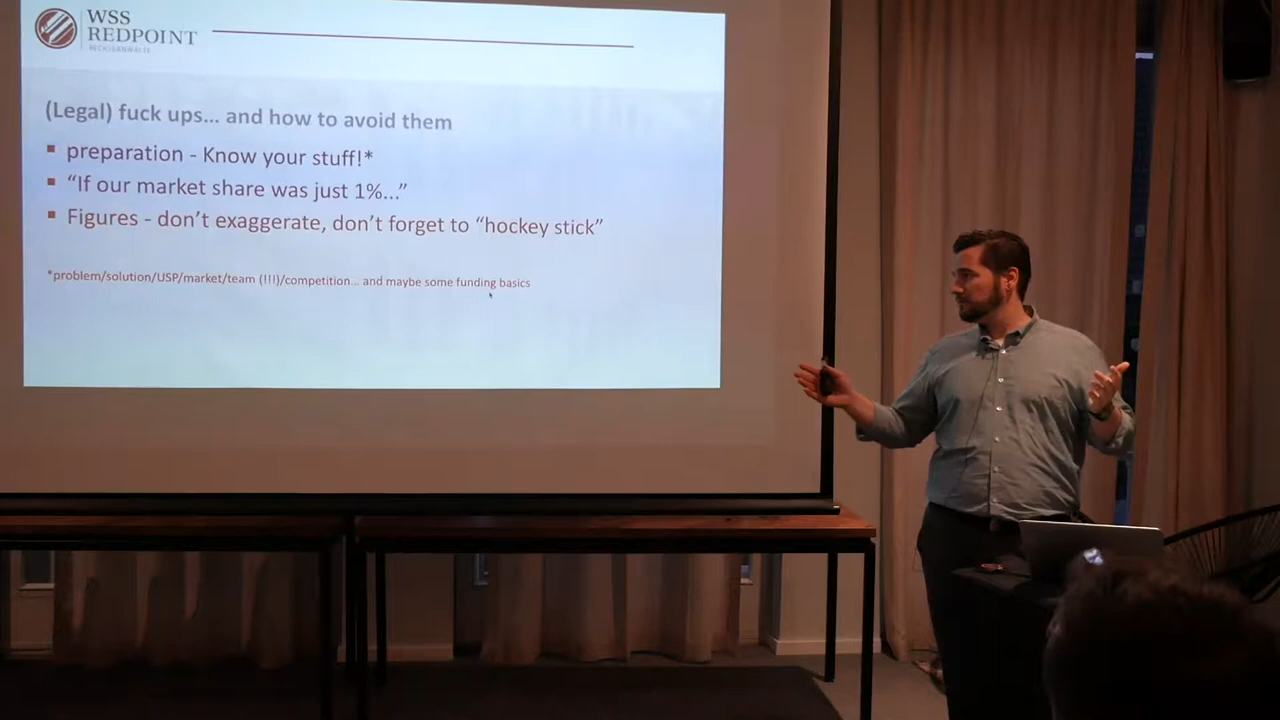 WSS
REDPOINT
RECHTSANWÄLTE
(Legal) fuck ups... and how to avoid them
preparation - Know your stuff!*
“If our market share was just 1%...”
Figures - don’t exaggerate, don’t forget to “hockey stick”
*problem/solution/USP/market/team (!!!)/competition... and maybe some funding basics